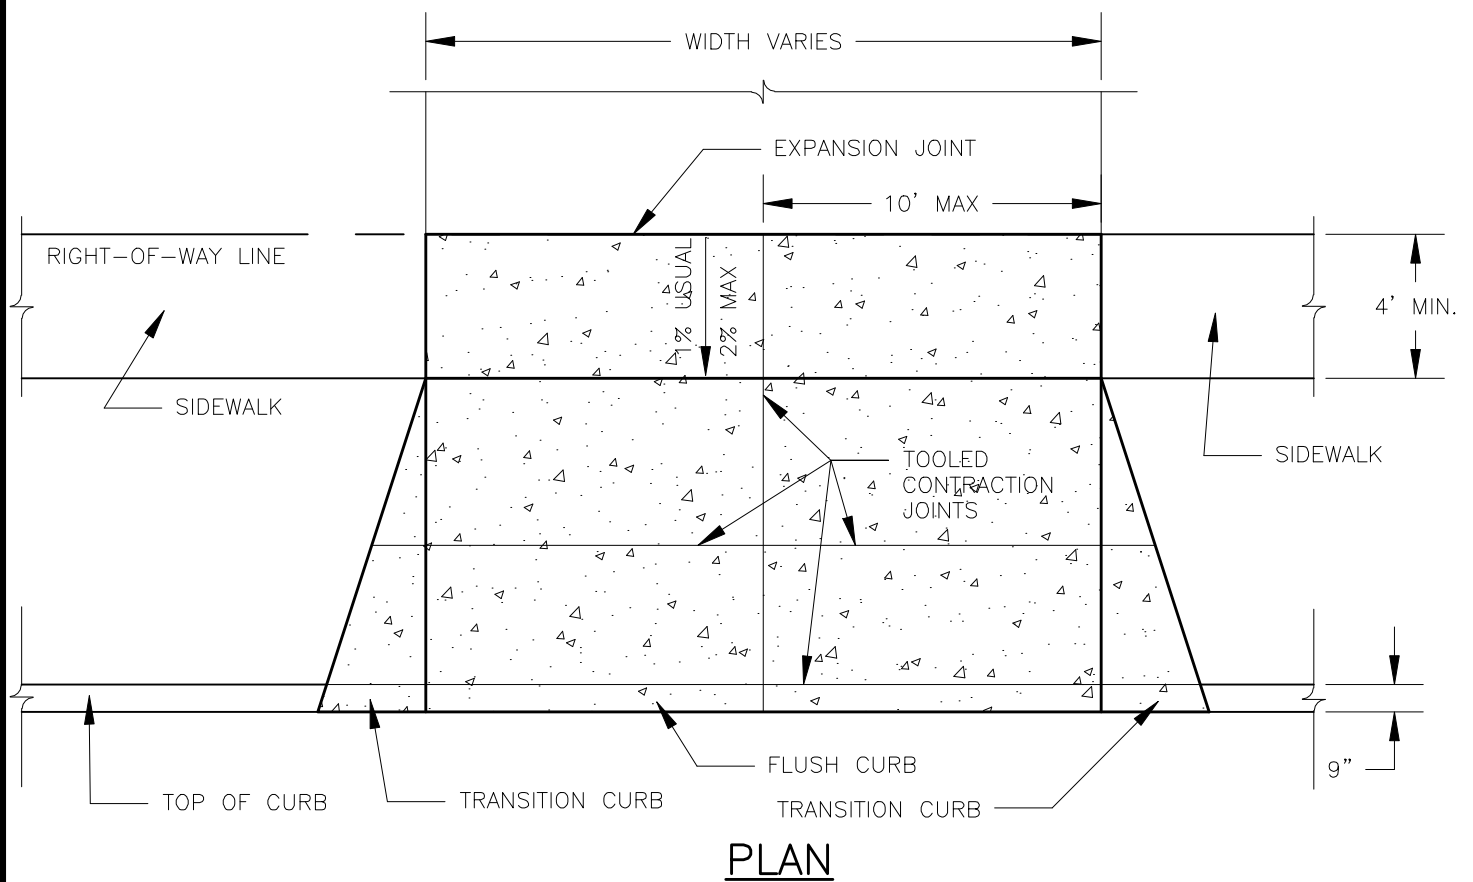 WIDTH VARIES
EXPANSION JOINT
10' MAX
RIGHT-OF-WAY LINE
1% USUAL
2% MAX
4' MIN.
SIDEWALK
TOOLED
CONTRACTION
JOINTS
SIDEWALK
FLUSH CURB
9"
TOP OF CURB
TRANSITION CURB
TRANSITION CURB
PLAN